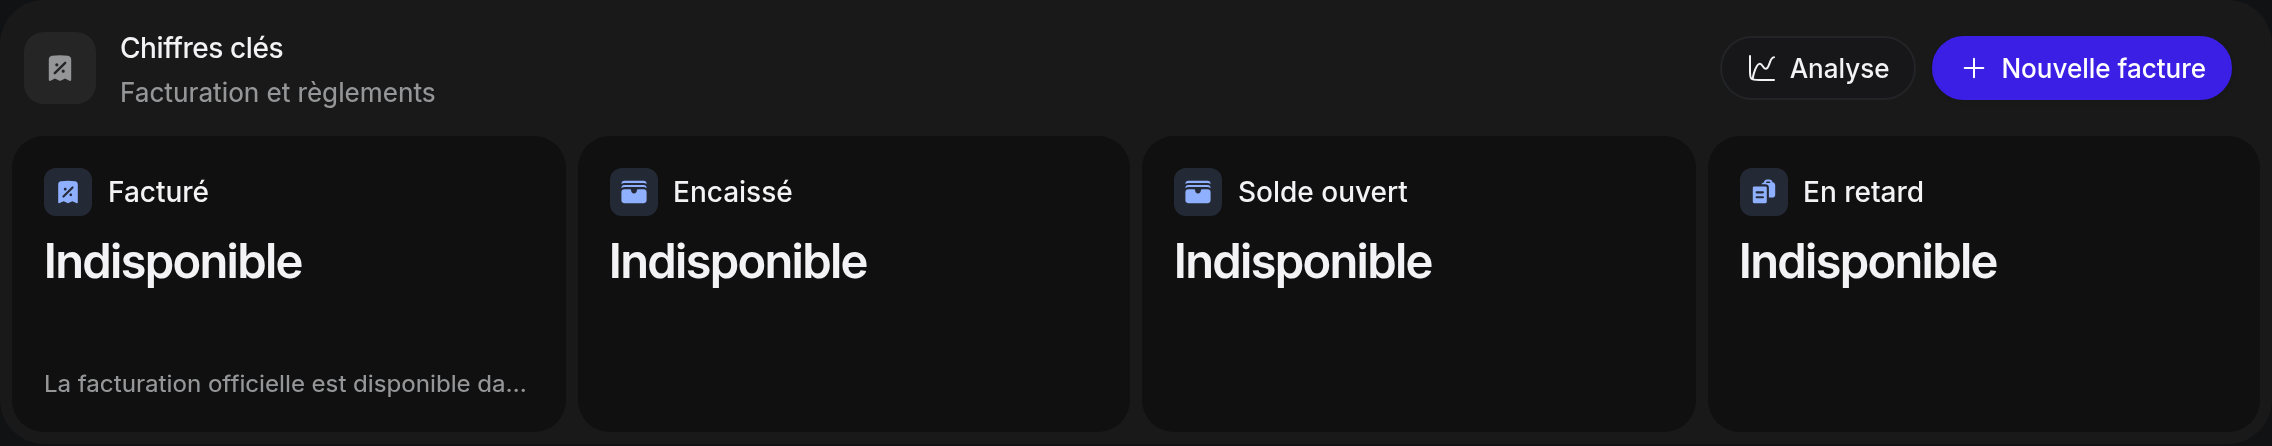 Chiffres clés
Facturation et règlements
Analyse
Nouvelle facture
Facturé
Indisponible
La facturation officielle est disponible da...
Encaissé
Indisponible
Solde ouvert
Indisponible
En retard
Indisponible